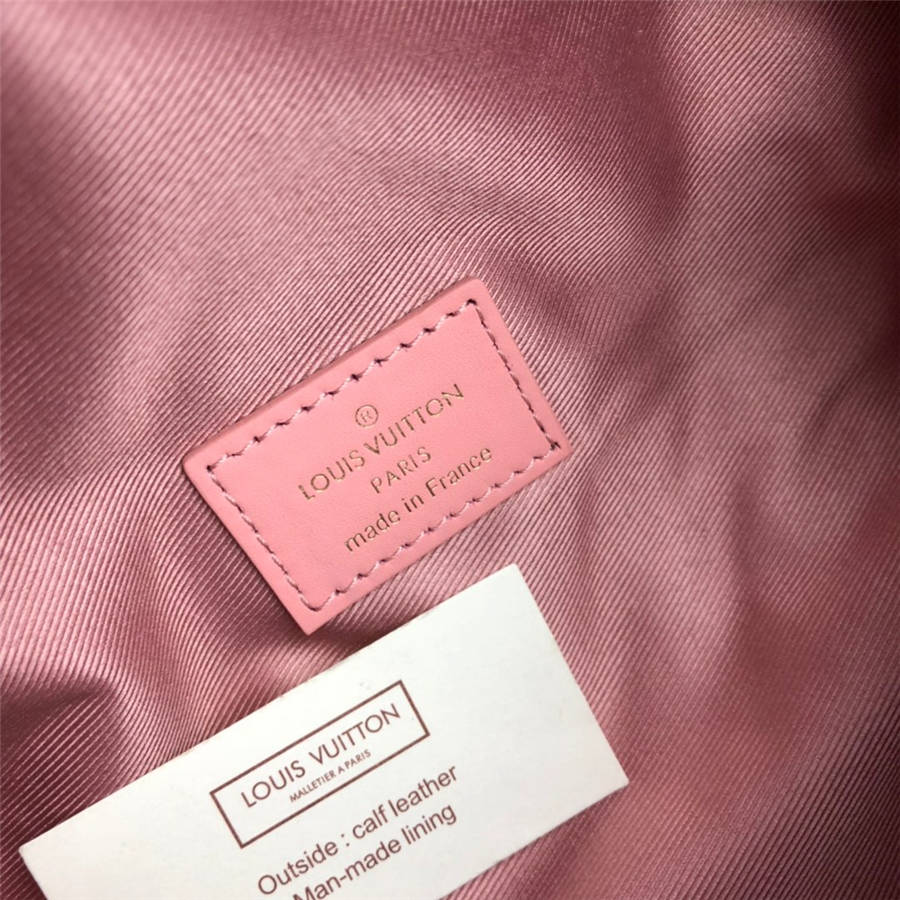 ®
LOUIS VUITTON
PARIS
made in France
LOUIS VUITTON
MALLETIER A PARIS
Outside : calf leather
Man-made lining